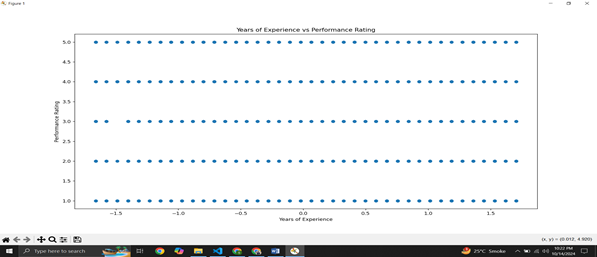 Figure 1
Years of Experience vs Performance Rating
5.0
4.5
4.0
3.5
3.0
2.5
2.0
1.5
1.0
Performance Rating
−1.5 −1.0 −0.5 0.0 0.5 1.0 1.5
Years of Experience
(x, y) = (0.012, 4.920)
Type here to search
25°C Smoke
10:22 PM
10/14/2024